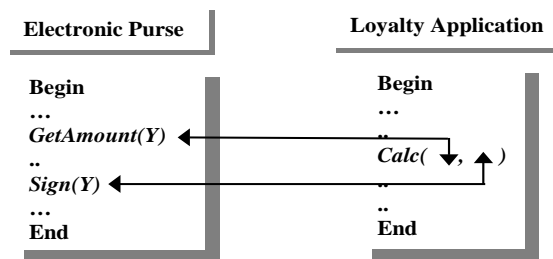 Electronic Purse
Begin
…
GetAmount(Y)
..
Sign(Y)
…
End
Loyalty Application
Begin
…
..
Calc( , )
..
..
End